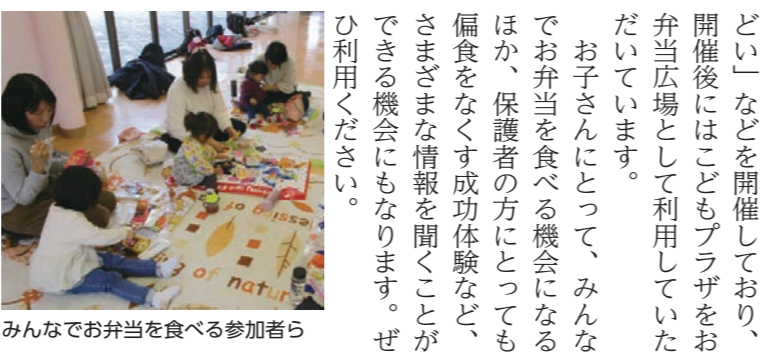 どい」などを開催しており、
開催後にはこどもプラザをお
弁当広場として利用していた
だいています。
　お子さんにとって、みんな
でお弁当を食べる機会になる
ほか、保護者の方にとっても
偏食をなくす成功体験など、
さまざまな情報を聞くことが
できる機会にもなります。ぜ
ひ利用ください。
essing of
ng of natur
みんなでお弁当を食べる参加者ら